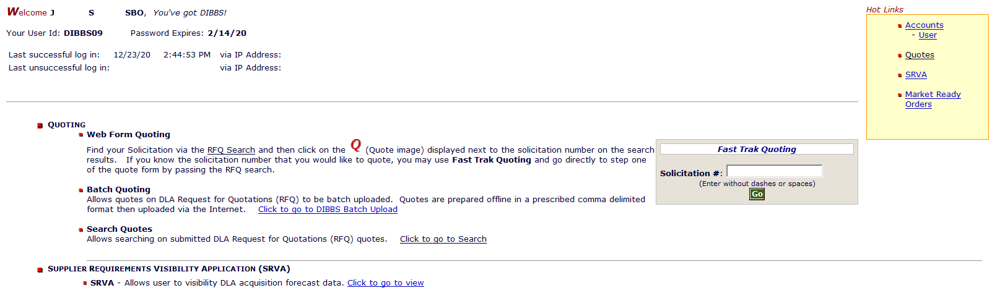 Welcome J S SBO, You've got DIBBS!
Your User Id: DIBBS09 Password Expires: 2/14/20
Last successful log in: 12/23/20 2:44:53 PM via IP Address:
Last unsuccessful log in: via IP Address:
Hot Links
Accounts
- User
Quotes
SRVA
Market Ready
Orders
QUOTING
Web Form Quoting
Find your Solicitation via the RFQ Search and then click on the Q (Quote image) displayed next to the solicitation number on the search
results. If you know the solicitation number that you would like to quote, you may use Fast Trak Quoting and go directly to step one
of the quote form by passing the RFQ search.
Fast Trak Quoting
Solicitation #:
(Enter without dashes or spaces)
Go
Batch Quoting
Allows quotes on DLA Request for Quotations (RFQ) to be batch uploaded. Quotes are prepared offline in a prescribed comma delimited
format then uploaded via the Internet. Click to go to DIBBS Batch Upload
Search Quotes
Allows searching on submitted DLA Request for Quotations (RFQ) quotes. Click to go to Search
SUPPLIER REQUIREMENTS VISIBILITY APPLICATION (SRVA)
SRVA - Allows user to visibility DLA acquisition forecast data. Click to go to view